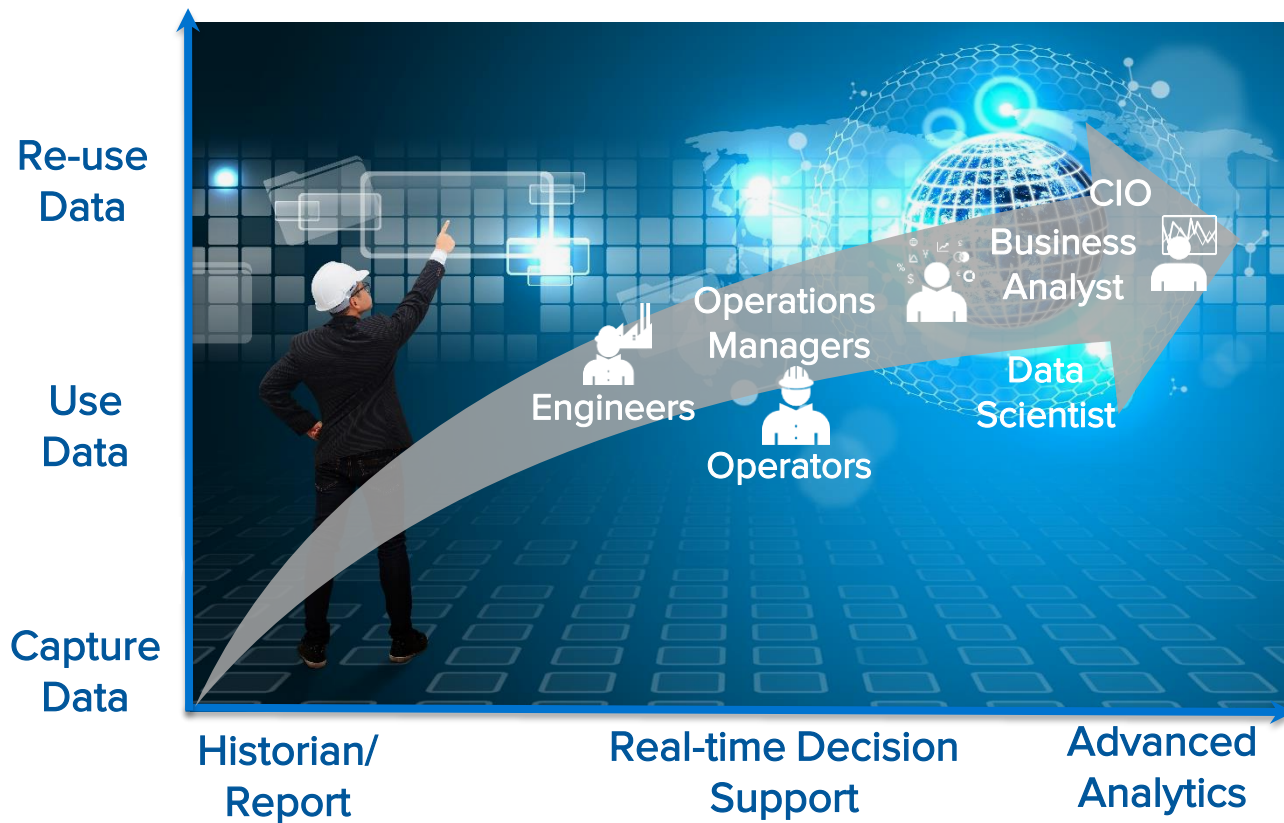 Re-use
Data
Use
Data
Capture
Data
CIO
Business
Analyst
Operations
Managers
Engineers
Data
Scientist
Operators
Historian/
Report
Real-time Decision
Support
Advanced
Analytics